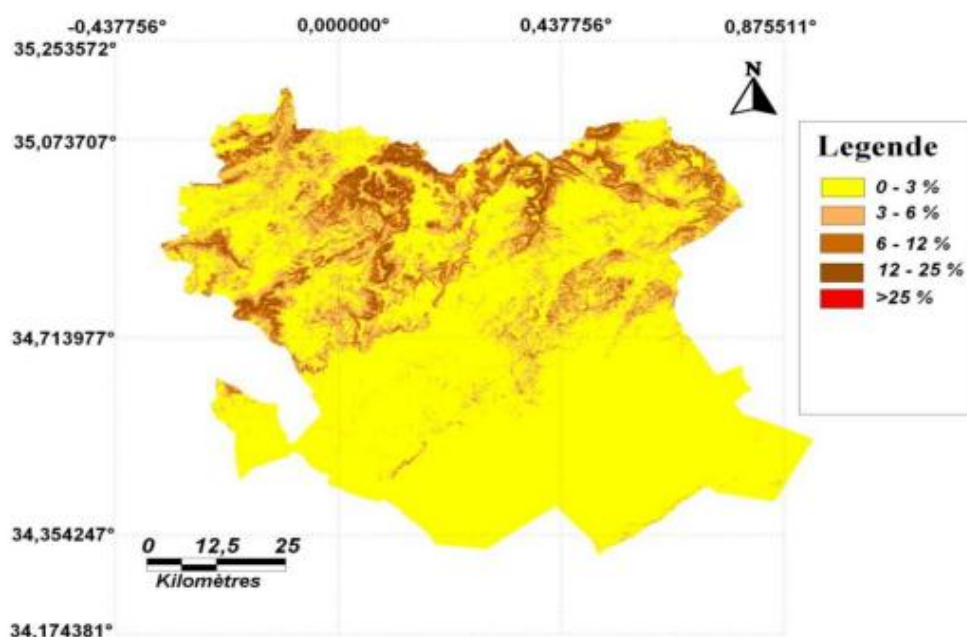 -0,437756° 0,000000° 0,437756° 0,875511°
35,253572°
N
35,073707°
Legende
0 - 3 %
3 - 6 %
6 - 12 %
12 - 25 %
>25 %
34,713977°
34,354247°
0 12,5 25
Kilomètres
34,174381°